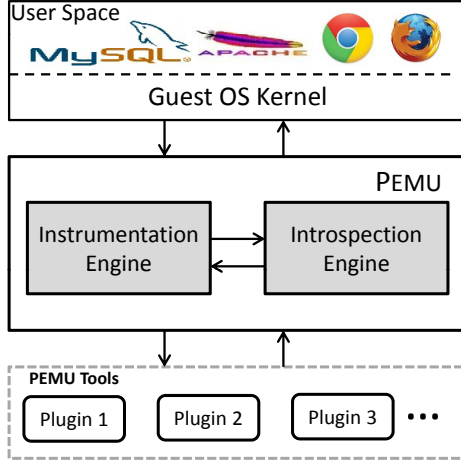 User Space
MySQL®
APACHE
Guest OS Kernel
PEMU
Instrumentation
Engine
Introspection
Engine
PEMU Tools
Plugin 1
Plugin 2
Plugin 3
...